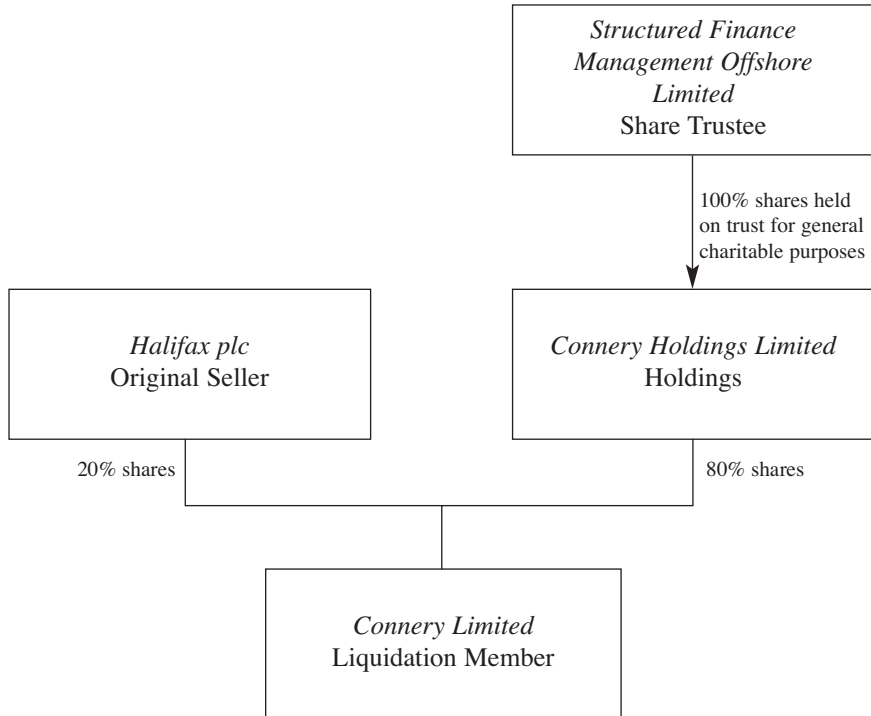 Structured Finance
Management Offshore
Limited
Share Trustee
100% shares held
on trust for general
charitable purposes
Halifax plc
Original Seller
Connery Holdings Limited
Holdings
20% shares
80% shares
Connery Limited
Liquidation Member